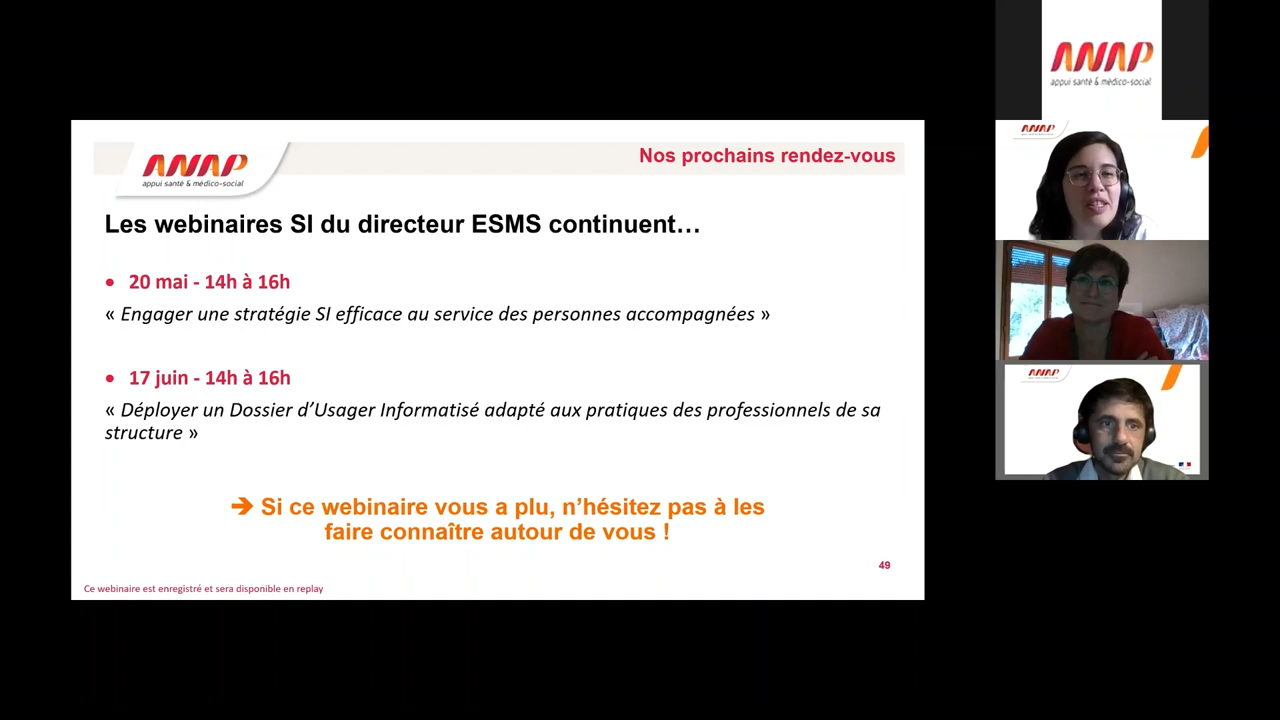 ANAP
appui santé & médico-social
Nos prochains rendez-vous
Les webinaires SI du directeur ESMS continuent…
• 20 mai - 14h à 16h
« Engager une stratégie SI efficace au service des personnes accompagnées »
• 17 juin - 14h à 16h
« Déployer un Dossier d’Usager Informatisé adapté aux pratiques des professionnels de sa
structure »
➔ Si ce webinaire vous a plu, n’hésitez pas à les
faire connaître autour de vous !
49
Ce webinaire est enregistré et sera disponible en replay
ANAP
appui santé & médico-social
ANAP
ANAP